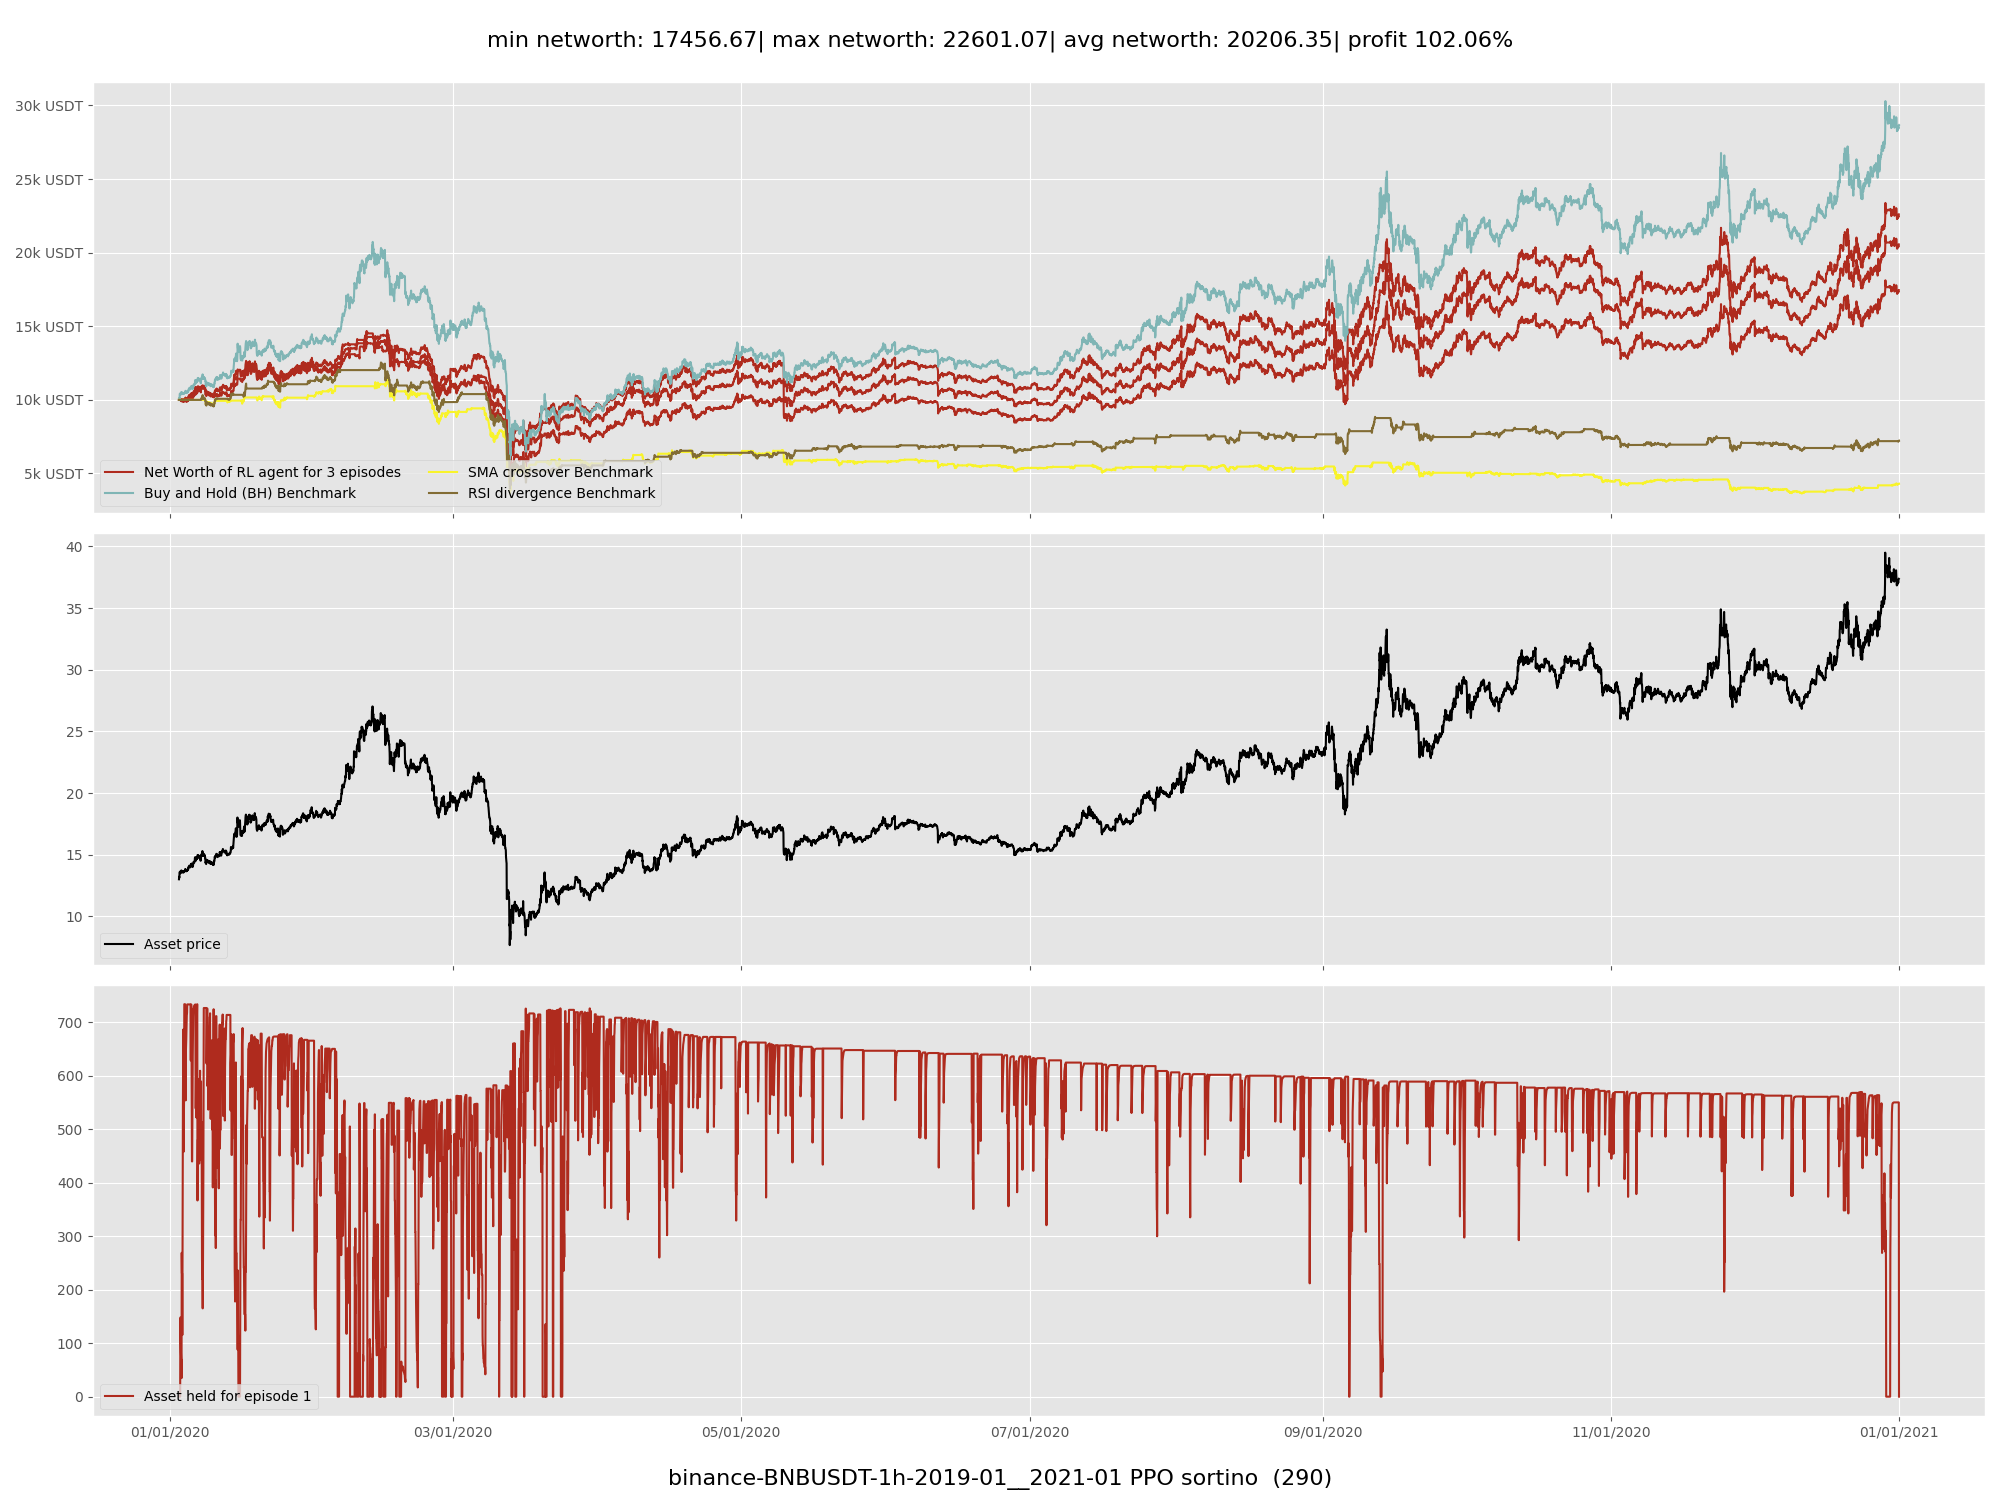 min networth: 17456.67| max networth: 22601.07| avg networth: 20206.35| profit 102.06%
30k USDT
25k USDT
20k USDT
15k USDT
10k USDT
5k USDT
Net Worth of RL agent for 3 episodes
Buy and Hold (BH) Benchmark
SMA crossover Benchmark
RSI divergence Benchmark
40
35
30
25
20
15
10
Asset price
700
600
500
400
300
200
100
0
Asset held for episode 1
01/01/2020
03/01/2020
05/01/2020
07/01/2020
09/01/2020
11/01/2020
01/01/2021
binance-BNBUSDT-1h-2019-01__2021-01 PPO sortino  (290)